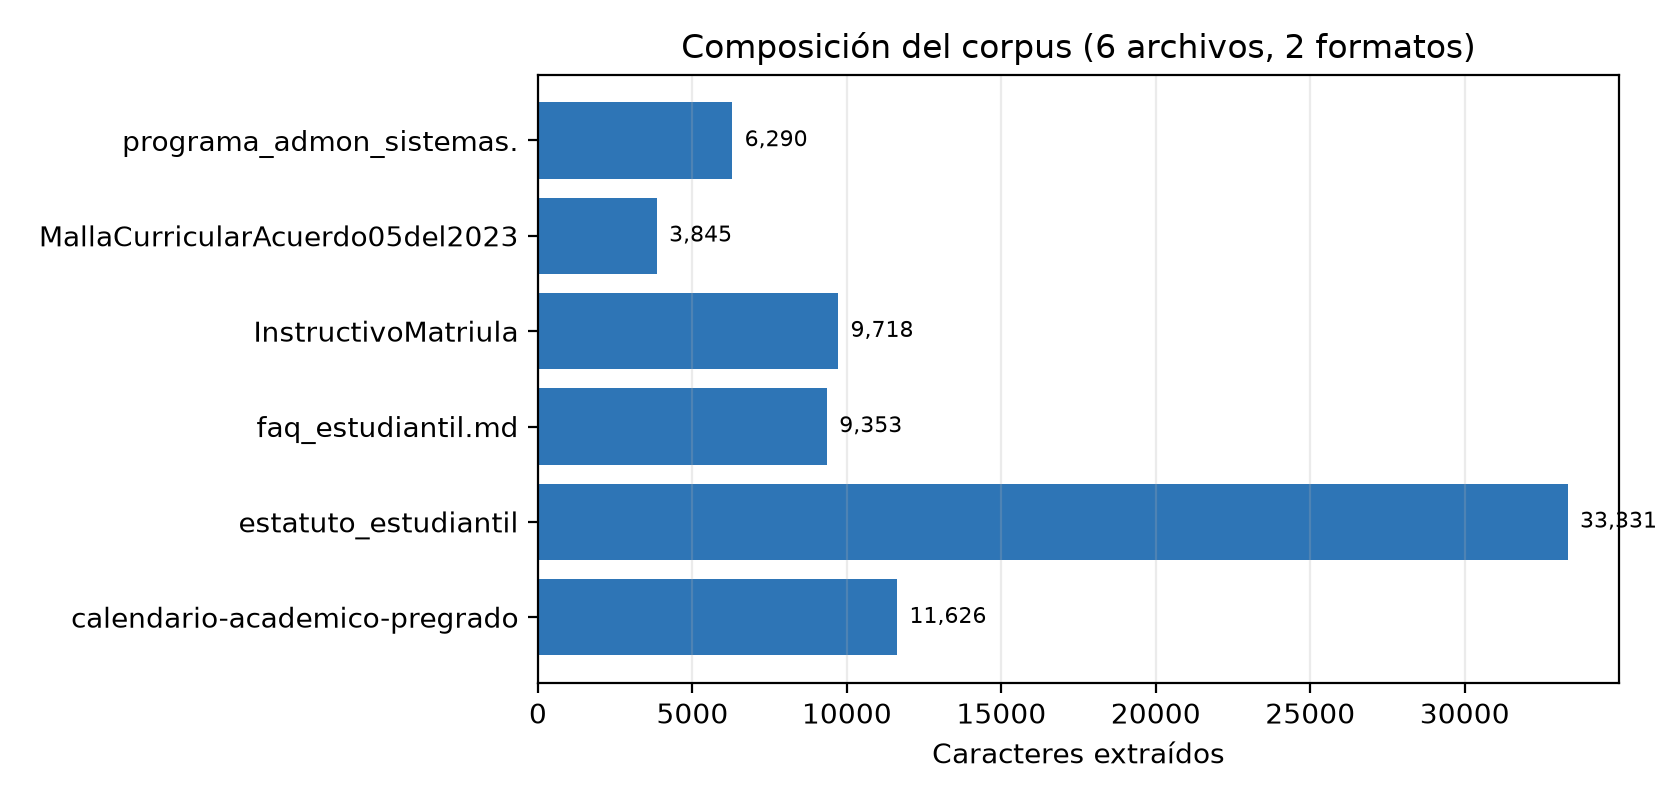 Composición del corpus (6 archivos, 2 formatos)
programa_admon_sistemas.
6,290
MallaCurricularAcuerdo05del2023
3,845
InstructivoMatriula
9,718
faq_estudiantil.md
9,353
estatuto_estudiantil
33,331
calendario-academico-pregrado
11,626
0 5000 10000 15000 20000 25000 30000
Caracteres extraídos